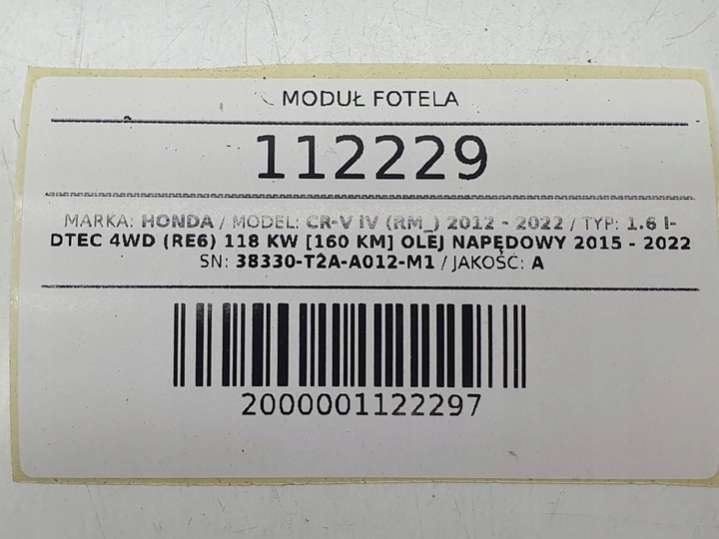 MODUŁ FOTELA
112229
MARKA: HONDA / MODEL: CR-V IV (RM_) 2012 - 2022 / TYP: 1.6 I-
DTEC 4WD (RE6) 118 KW [160 KM] OLEJ NAPĘDOWY 2015 - 2022
SN: 38330-T2A-A012-M1 / JAKOŚĆ: A
2000001122297